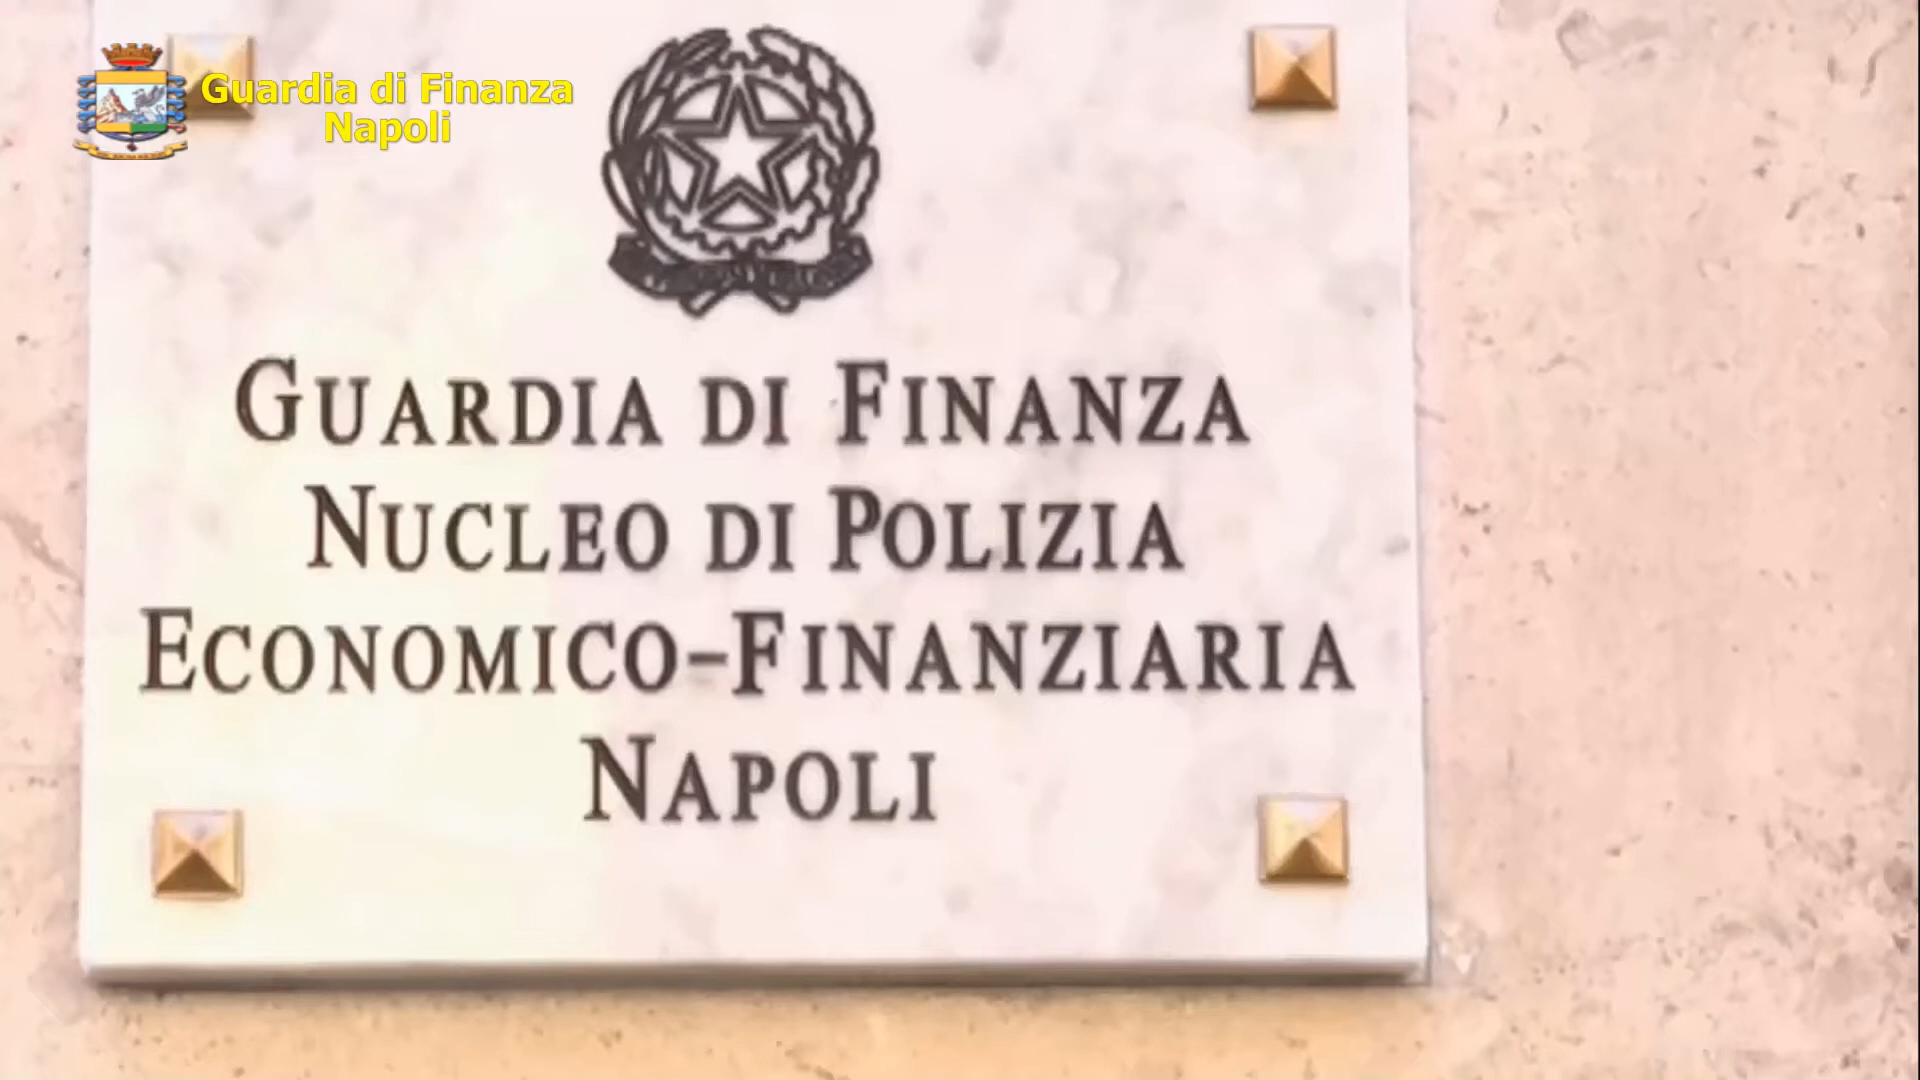 Guardia di Finanza
Napoli
GUARDIA DI FINANZA
NUCLEO DI POLIZIA
ECONOMICO-FINANZIARIA
NAPOLI